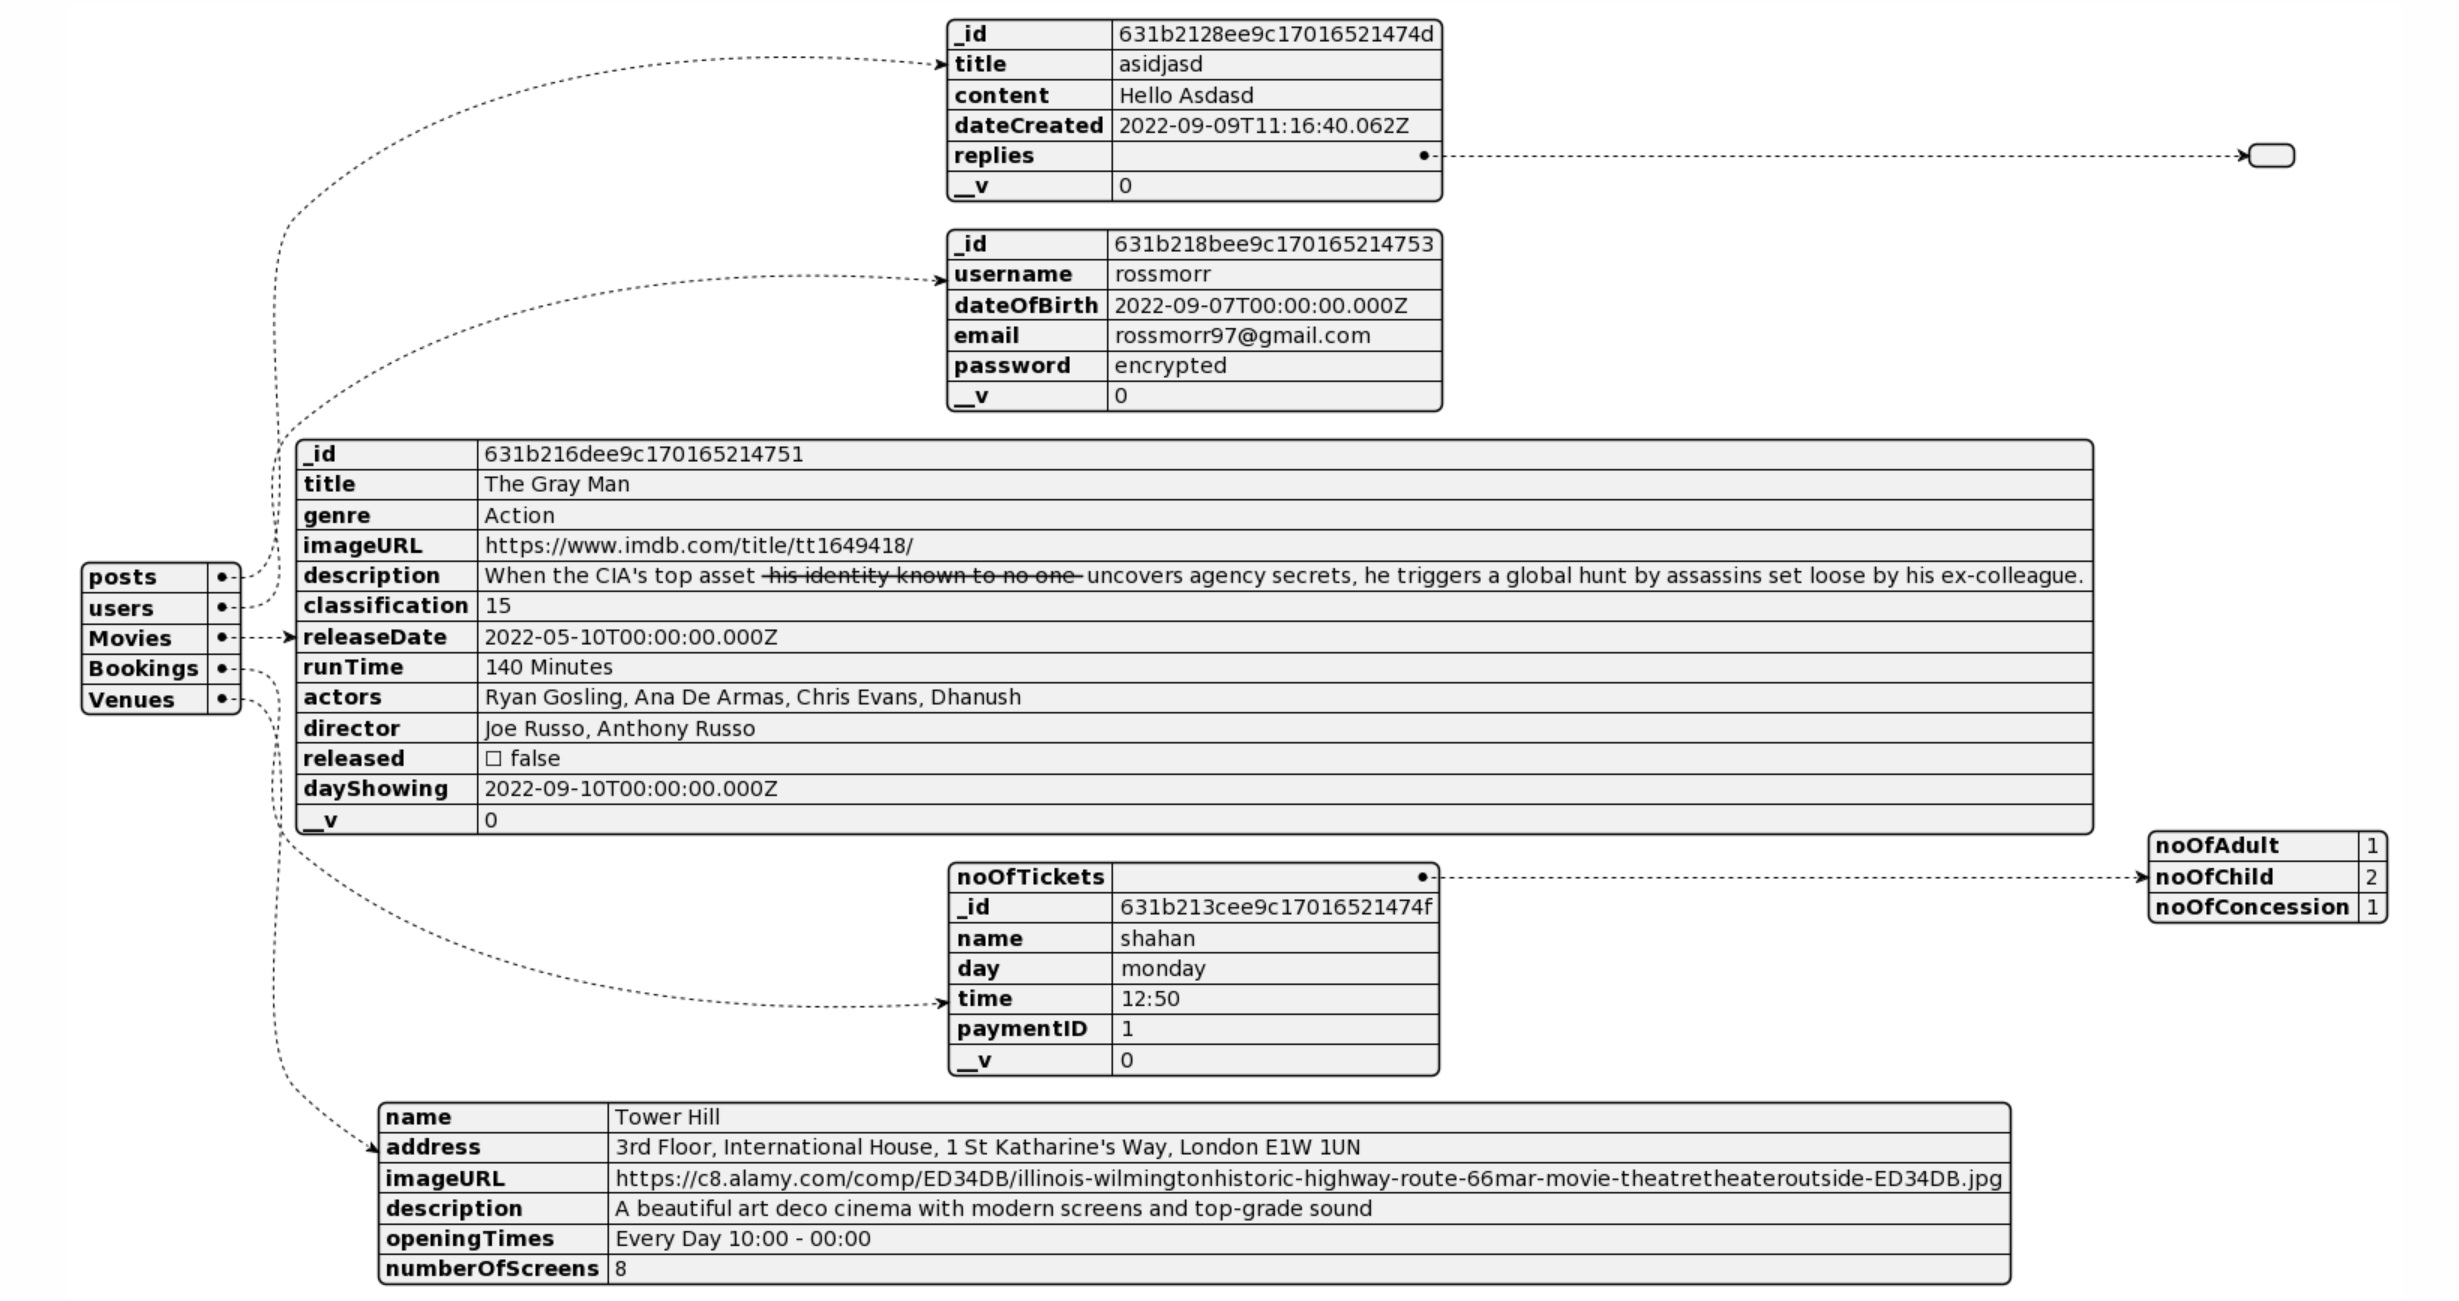 _id 631b2128ee9c17016521474d
title asidjasd
content Hello Asdasd
dateCreated 2022-09-09T11:16:40.062Z
replies
__v 0
_id 631b218bee9c170165214753
username rossmorr
dateOfBirth 2022-09-07T00:00:00.000Z
email rossmorr97@gmail.com
password encrypted
__v 0
posts
users
Movies
Bookings
Venues
_id 631b216dee9c170165214751
title The Gray Man
genre Action
imageURL https://www.imdb.com/title/tt1649418/
description When the CIA's top asset his identity known to no one uncovers agency secrets, he triggers a global hunt by assassins set loose by his ex-colleague.
classification 15
releaseDate 2022-05-10T00:00:00.000Z
runTime 140 Minutes
actors Ryan Gosling, Ana De Armas, Chris Evans, Dhanush
director Joe Russo, Anthony Russo
released ☐ false
dayShowing 2022-09-10T00:00:00.000Z
__v 0
noOfTickets
_id 631b213cee9c17016521474f
name shahan
day monday
time 12:50
paymentID 1
__v 0
noOfAdult 1
noOfChild 2
noOfConcession 1
name Tower Hill
address 3rd Floor, International House, 1 St Katharine's Way, London E1W 1UN
imageURL https://c8.alamy.com/comp/ED34DB/illinois-wilmingtonhistoric-highway-route-66mar-movie-theatretheateroutside-ED34DB.jpg
description A beautiful art deco cinema with modern screens and top-grade sound
openingTimes Every Day 10:00 - 00:00
numberOfScreens 8